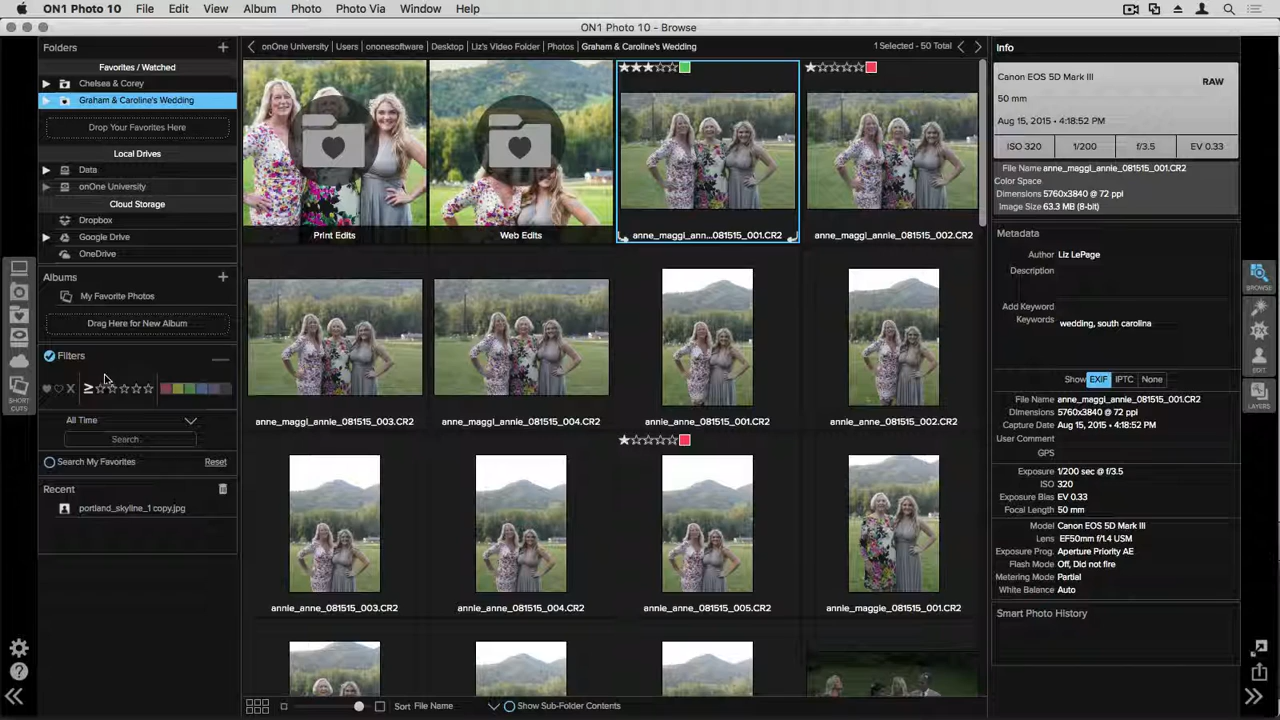 ON1 Photo 10 File Edit View Album Photo Photo Via Window Help
ON1 Photo 10 - Browse
Folders
Favorites / Watched
Chelsea & Corey
Graham & Caroline's Wedding
Drop Your Favorites Here
Local Drives
Data
onOne University
Cloud Storage
Dropbox
Google Drive
OneDrive
Albums
My Favorite Photos
Drag Here for New Album
Filters
All Time
Search
Search My Favorites Reset
Recent
portland_skyline_1 copy.jpg
SHORT
CUTS
onOne University Users ononesoftware Desktop Liz's Video Folder Photos Graham & Caroline's Wedding 1 Selected - 50 Total
Print Edits Web Edits anne_maggi_ann...081515_001.CR2 anne_maggi_annie_081515_002.CR2
anne_maggi_annie_081515_003.CR2 anne_maggi_annie_081515_004.CR2 annie_anne_081515_001.CR2 annie_anne_081515_002.CR2
annie_anne_081515_003.CR2 annie_anne_081515_004.CR2 annie_anne_081515_005.CR2 annie_maggie_081515_001.CR2
Sort File Name Show Sub-Folder Contents
Info
Canon EOS 5D Mark III RAW
50 mm
Aug 15, 2015 • 4:18:52 PM
ISO 320 1/200 f/3.5 EV 0.33
File Name anne_maggi_annie_081515_001.CR2
Color Space
Dimensions 5760x3840 @ 72 ppi
Image Size 63.3 MB (8-bit)
Metadata
Author Liz LePage
Description
Add Keyword
Keywords wedding, south carolina
Show EXIF IPTC None
File Name anne_maggi_annie_081515_001.CR2
Dimensions 5760x3840 @ 72 ppi
Capture Date Aug 15, 2015 • 4:18:52 PM
User Comment
GPS
Exposure 1/200 sec @ f/3.5
ISO 320
Exposure Bias EV 0.33
Focal Length 50 mm
Model Canon EOS 5D Mark III
Lens EF50mm f/1.4 USM
Exposure Prog. Aperture Priority AE
Flash Mode Off, Did not fire
Metering Mode Partial
White Balance Auto
Smart Photo History
BROWSE
EDIT
LAYERS